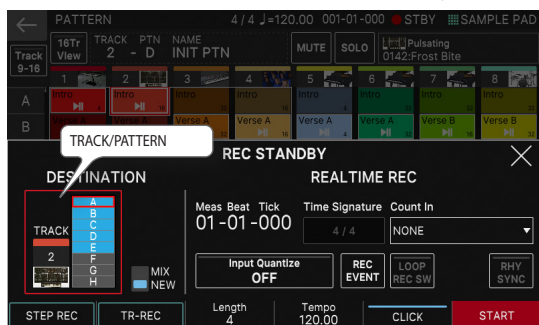 PATTERN 4 / 4 ♩=120.00 001-01-000 STBY SAMPLE PAD
16Tr View TRACK 2 - PTN D NAME INIT PTN MUTE SOLO Pulsating 0142:Frost Bite
Track 9-16
1 2 3 4 5 6 7 8
A Intro Intro Intro Intro Intro Intro Intro Intro
B Verse A Verse A Verse A Verse A Verse A Verse A Verse B Verse B
TRACK/PATTERN
REC STANDBY
DESTINATION
REALTIME REC
TRACK
2
A
B
C
D
E
F
G
H
MIX
NEW
Meas Beat Tick Time Signature Count In
01-01-000 4 / 4 NONE
Input Quantize OFF
REC EVENT
LOOP REC SW
RHY SYNC
STEP REC TR-REC Length 4 Tempo 120.00 CLICK START